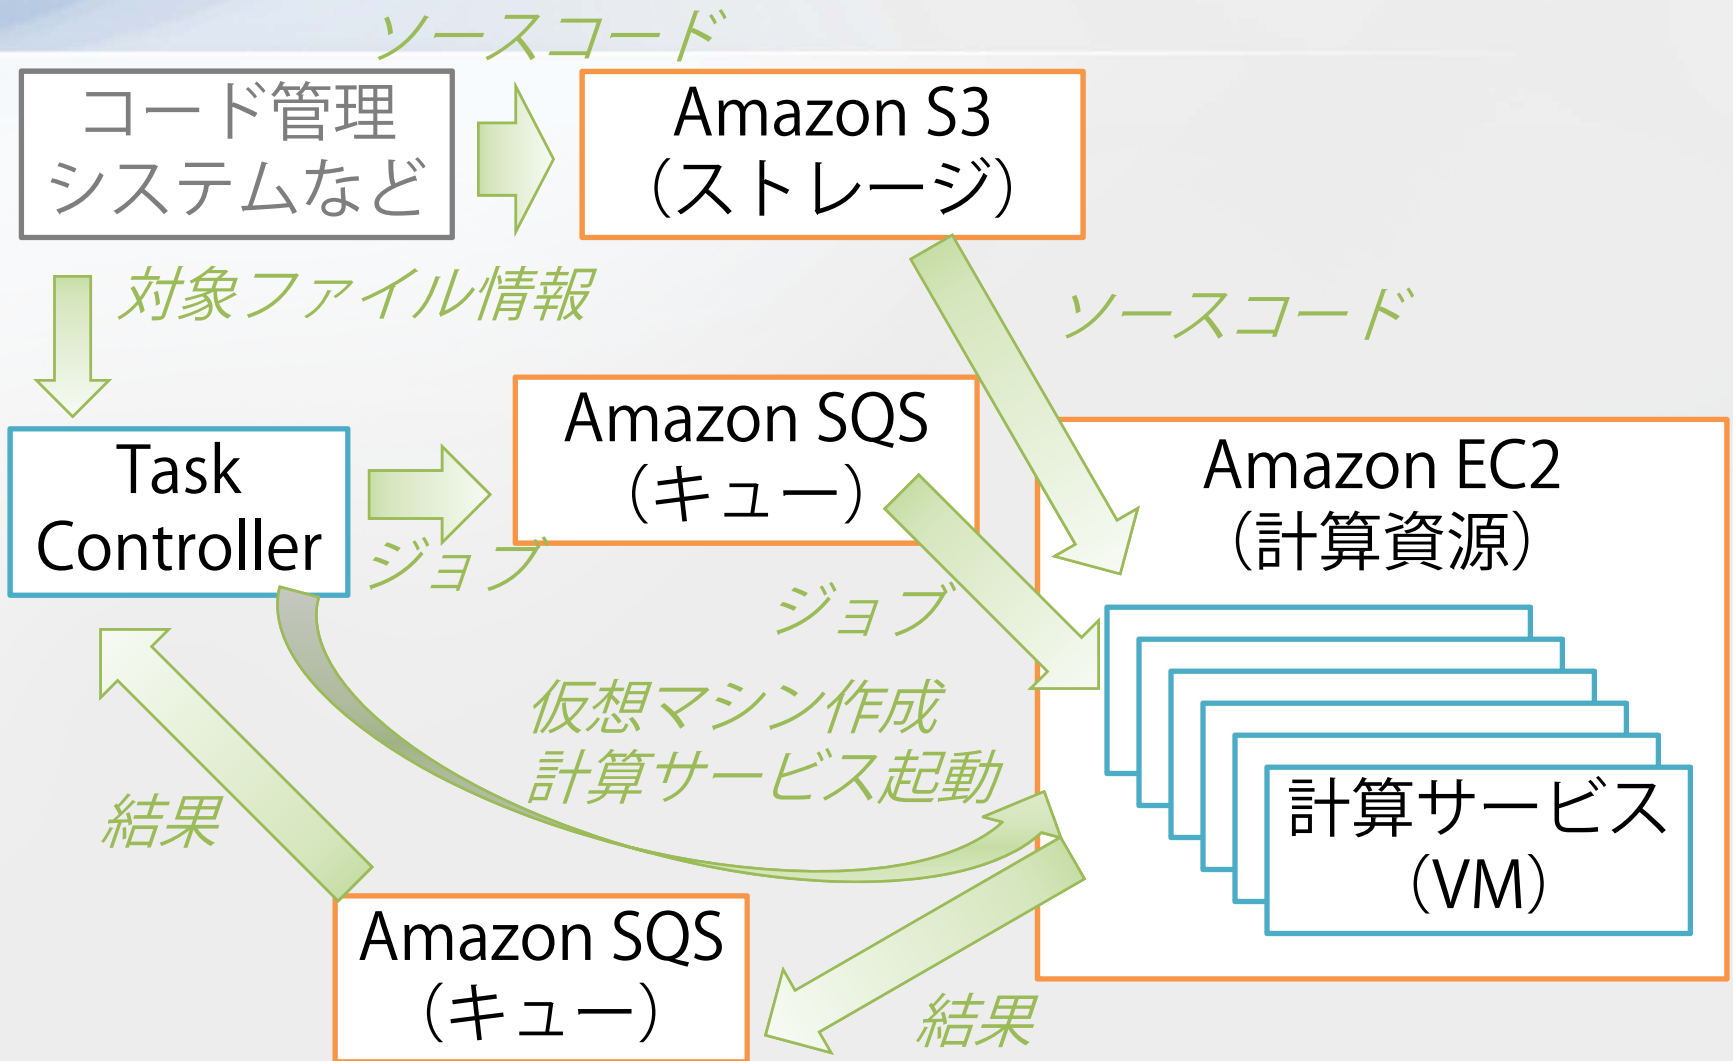 ソースコード
コード管理
システムなど
Amazon S3
（ストレージ）
対象ファイル情報
ソースコード
Amazon SQS
（キュー）
Task
Controller
ジョブ
Amazon EC2
（計算資源）
ジョブ
仮想マシン作成
計算サービス起動
結果
計算サービス
（VM）
Amazon SQS
（キュー）
結果